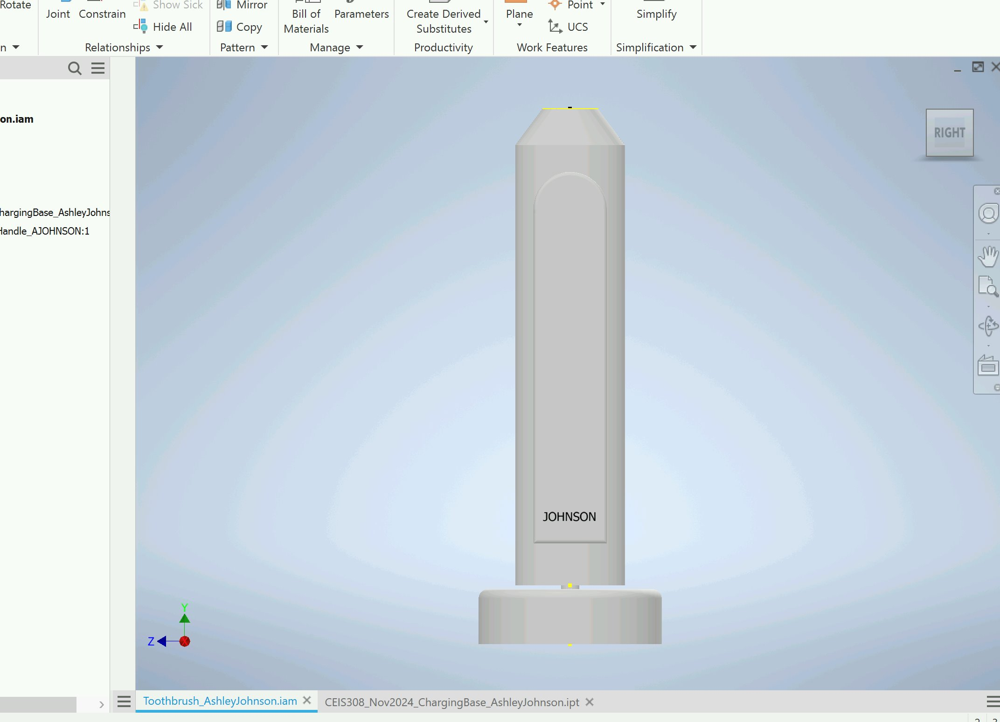 Rotate
Joint
Constrain
Show Sick
Hide All
Mirror
Copy
Bill of
Materials
Parameters
Create Derived
Substitutes
Plane
Point
UCS
Simplify
n
Relationships
Pattern
Manage
Productivity
Work Features
Simplification
on.iam
hargingBase_AshleyJohns
Handle_AJOHNSON:1
RIGHT
JOHNSON
Y
Z
X
Toothbrush_AshleyJohnson.iam
CEIS308_Nov2024_ChargingBase_AshleyJohnson.ipt